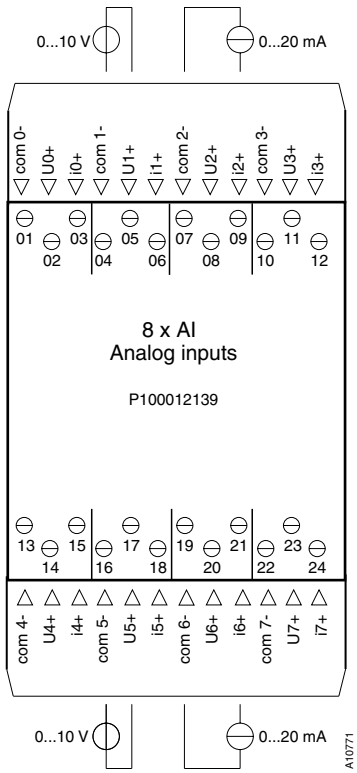 0...10 V 0...20 mA
com 0- U0+ i0+ com 1- U1+ i1+ com 2- U2+ i2+ com 3- U3+ i3+
01 03 05 07 09 11
02 04 06 08 10 12
8 x AI
Analog inputs
P100012139
13 15 17 19 21 23
14 16 18 20 22 24
com 4- U4+ i4+ com 5- U5+ i5+ com 6- U6+ i6+ com 7- U7+ i7+
0...10 V 0...20 mA
A10771